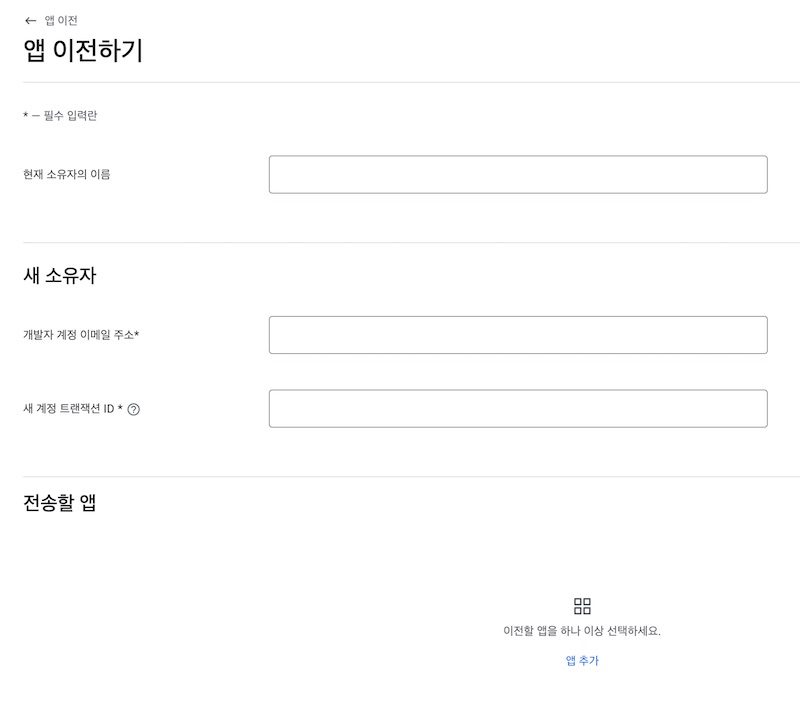 ← 앱 이전
앱 이전하기
* – 필수 입력란
현재 소유자의 이름
새 소유자
개발자 계정 이메일 주소*
새 계정 트랜잭션 ID * ?
전송할 앱
이전할 앱을 하나 이상 선택하세요.
앱 추가